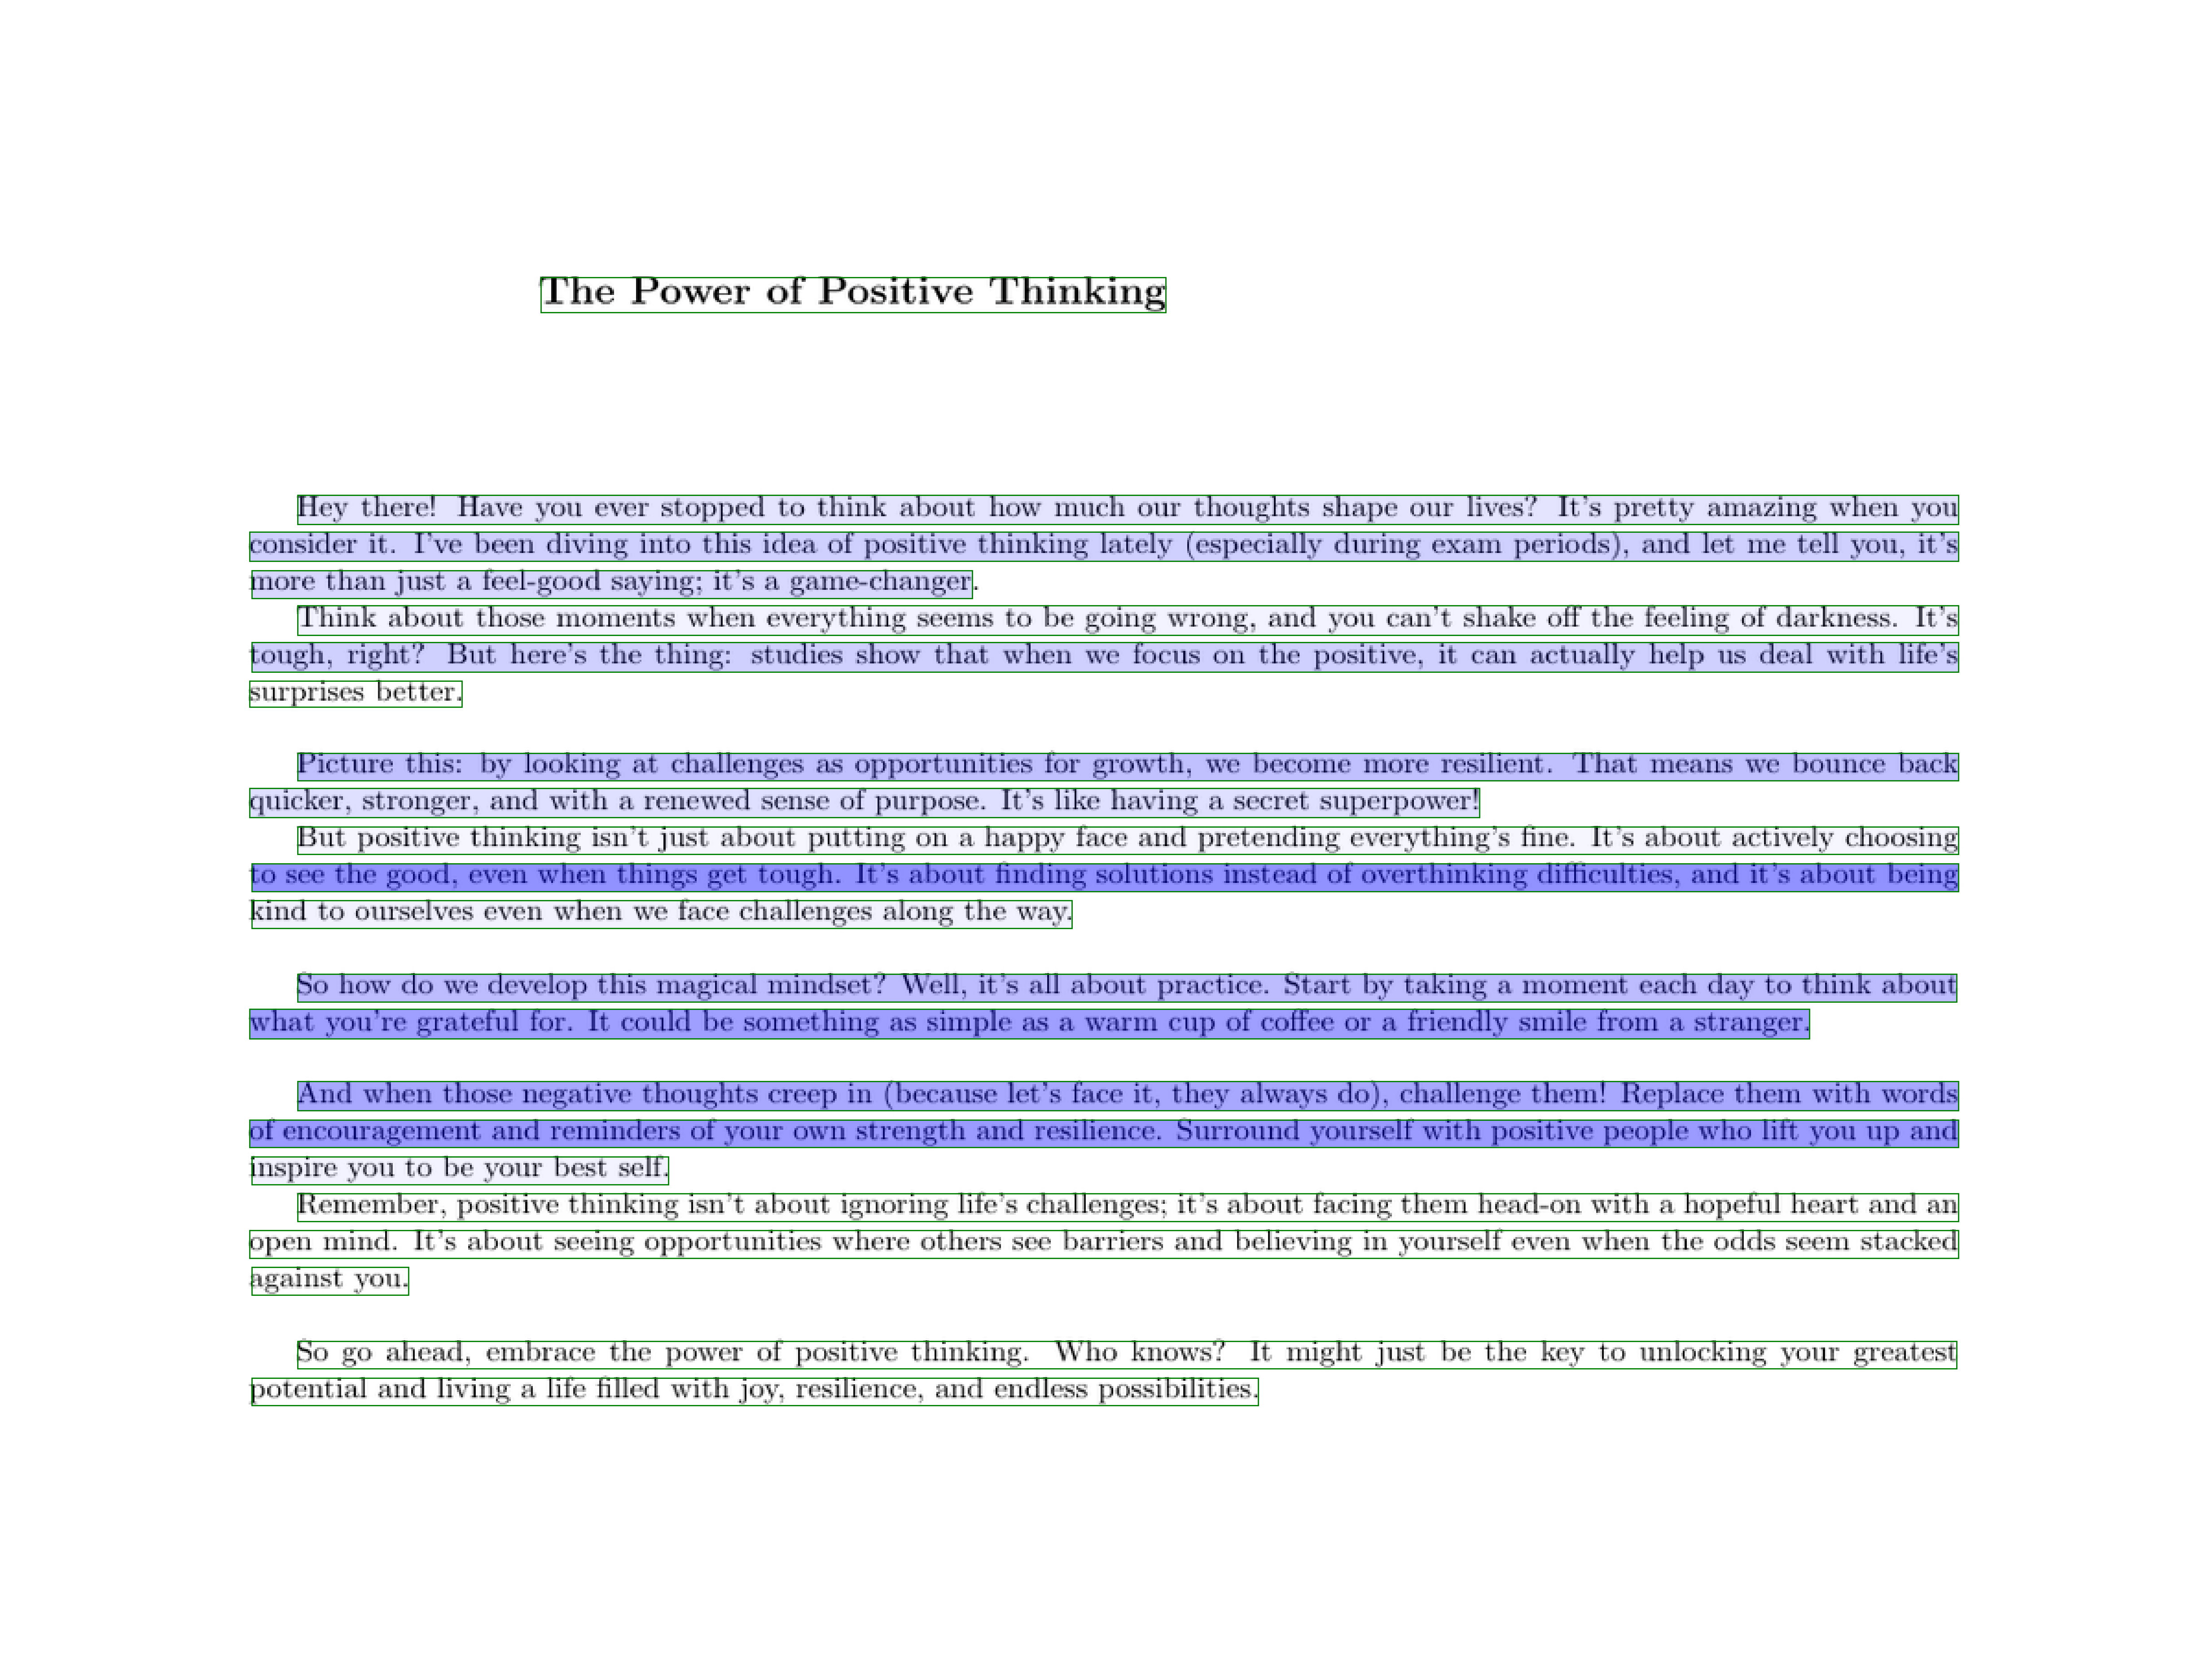 The Power of Positive Thinking
Hey there! Have you ever stopped to think about how much our thoughts shape our lives? It's pretty amazing when you
consider it. I've been diving into this idea of positive thinking lately (especially during exam periods), and let me tell you, it's
more than just a feel-good saying; it's a game-changer.
Think about those moments when everything seems to be going wrong, and you can't shake off the feeling of darkness. It's
tough, right? But here's the thing: studies show that when we focus on the positive, it can actually help us deal with life's
surprises better.
Picture this: by looking at challenges as opportunities for growth, we become more resilient. That means we bounce back
quicker, stronger, and with a renewed sense of purpose. It's like having a secret superpower!
But positive thinking isn't just about putting on a happy face and pretending everything's fine. It's about actively choosing
to see the good, even when things get tough. It's about finding solutions instead of overthinking difficulties, and it's about being
kind to ourselves even when we face challenges along the way.
So how do we develop this magical mindset? Well, it's all about practice. Start by taking a moment each day to think about
what you're grateful for. It could be something as simple as a warm cup of coffee or a friendly smile from a stranger.
And when those negative thoughts creep in (because let's face it, they always do), challenge them! Replace them with words
of encouragement and reminders of your own strength and resilience. Surround yourself with positive people who lift you up and
inspire you to be your best self.
Remember, positive thinking isn't about ignoring life's challenges; it's about facing them head-on with a hopeful heart and an
open mind. It's about seeing opportunities where others see barriers and believing in yourself even when the odds seem stacked
against you.
So go ahead, embrace the power of positive thinking. Who knows? It might just be the key to unlocking your greatest
potential and living a life filled with joy, resilience, and endless possibilities.